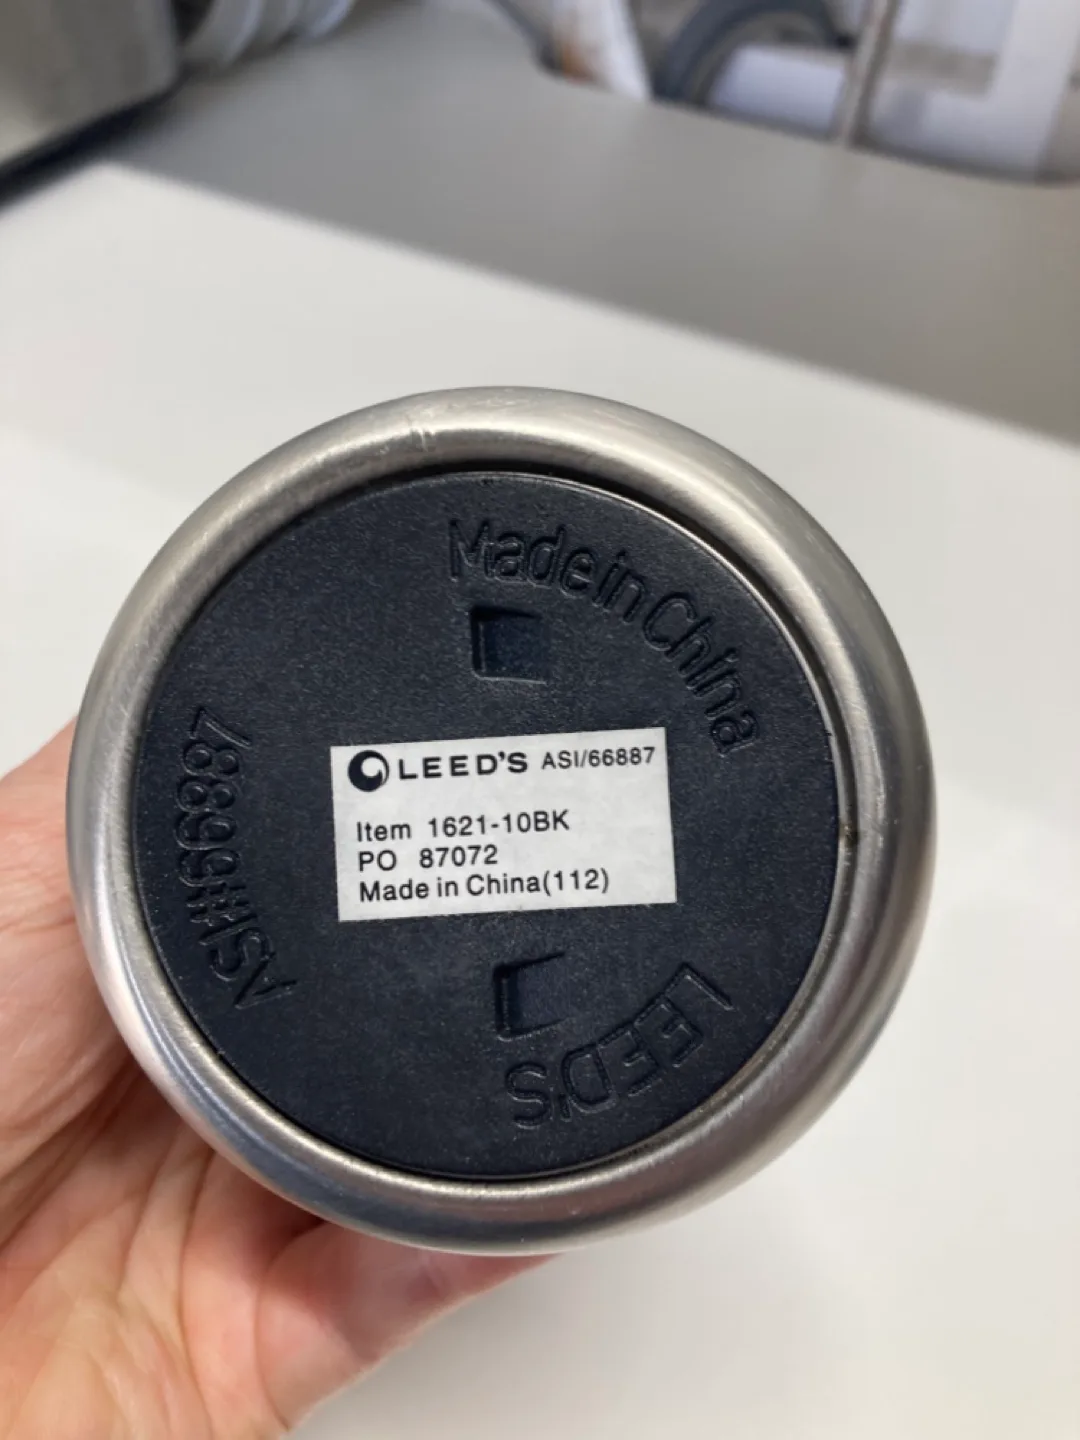 Made in China
LEED'S ASI/66887
Item 1621-10BK
PO 87072
Made in China(112)
ASI#66887
LEED'S